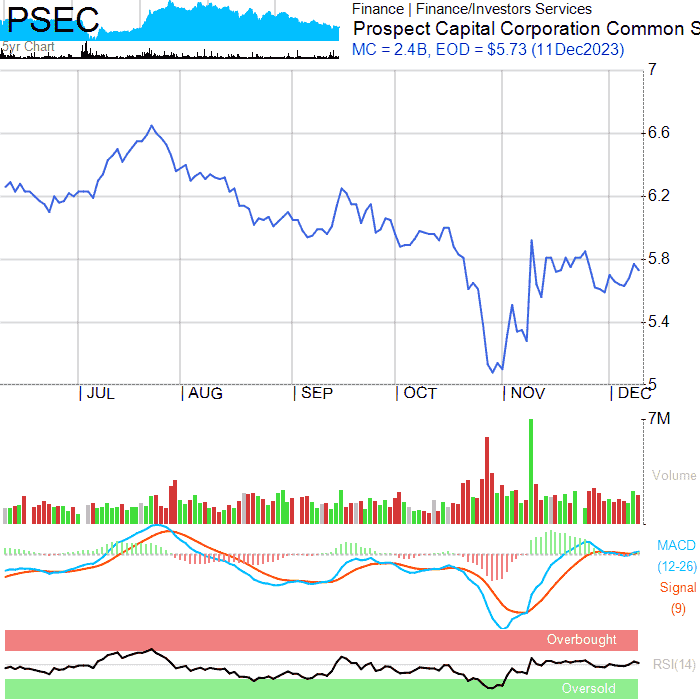 PSEC
5yr Chart
Finance | Finance/Investors Services
Prospect Capital Corporation Common S
MC = 2.4B, EOD = $5.73 (11Dec2023)
7
6.6
6.2
5.8
5.4
5
| JUL | AUG | SEP | OCT | NOV | DEC
7M
Volume
MACD
(12-26)
Signal
(9)
Overbought
RSI(14)
Oversold